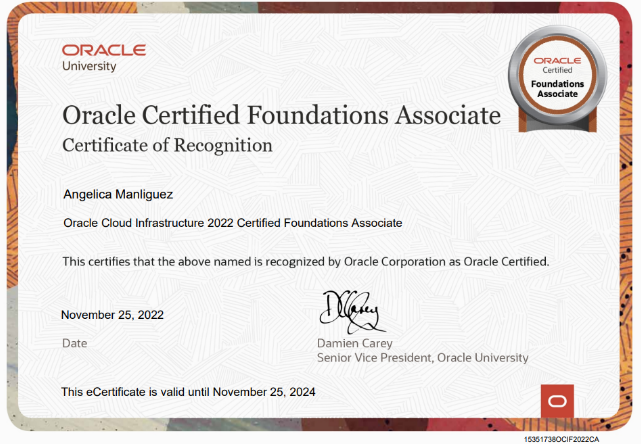 ORACLE
University
ORACLE
Certified
Foundations
Associate
Oracle Certified Foundations Associate
Certificate of Recognition
Angelica Manliguez
Oracle Cloud Infrastructure 2022 Certified Foundations Associate
This certifies that the above named is recognized by Oracle Corporation as Oracle Certified.
November 25, 2022
Date
Damien Carey
Senior Vice President, Oracle University
This eCertificate is valid until November 25, 2024
15351738OCIF2022CA